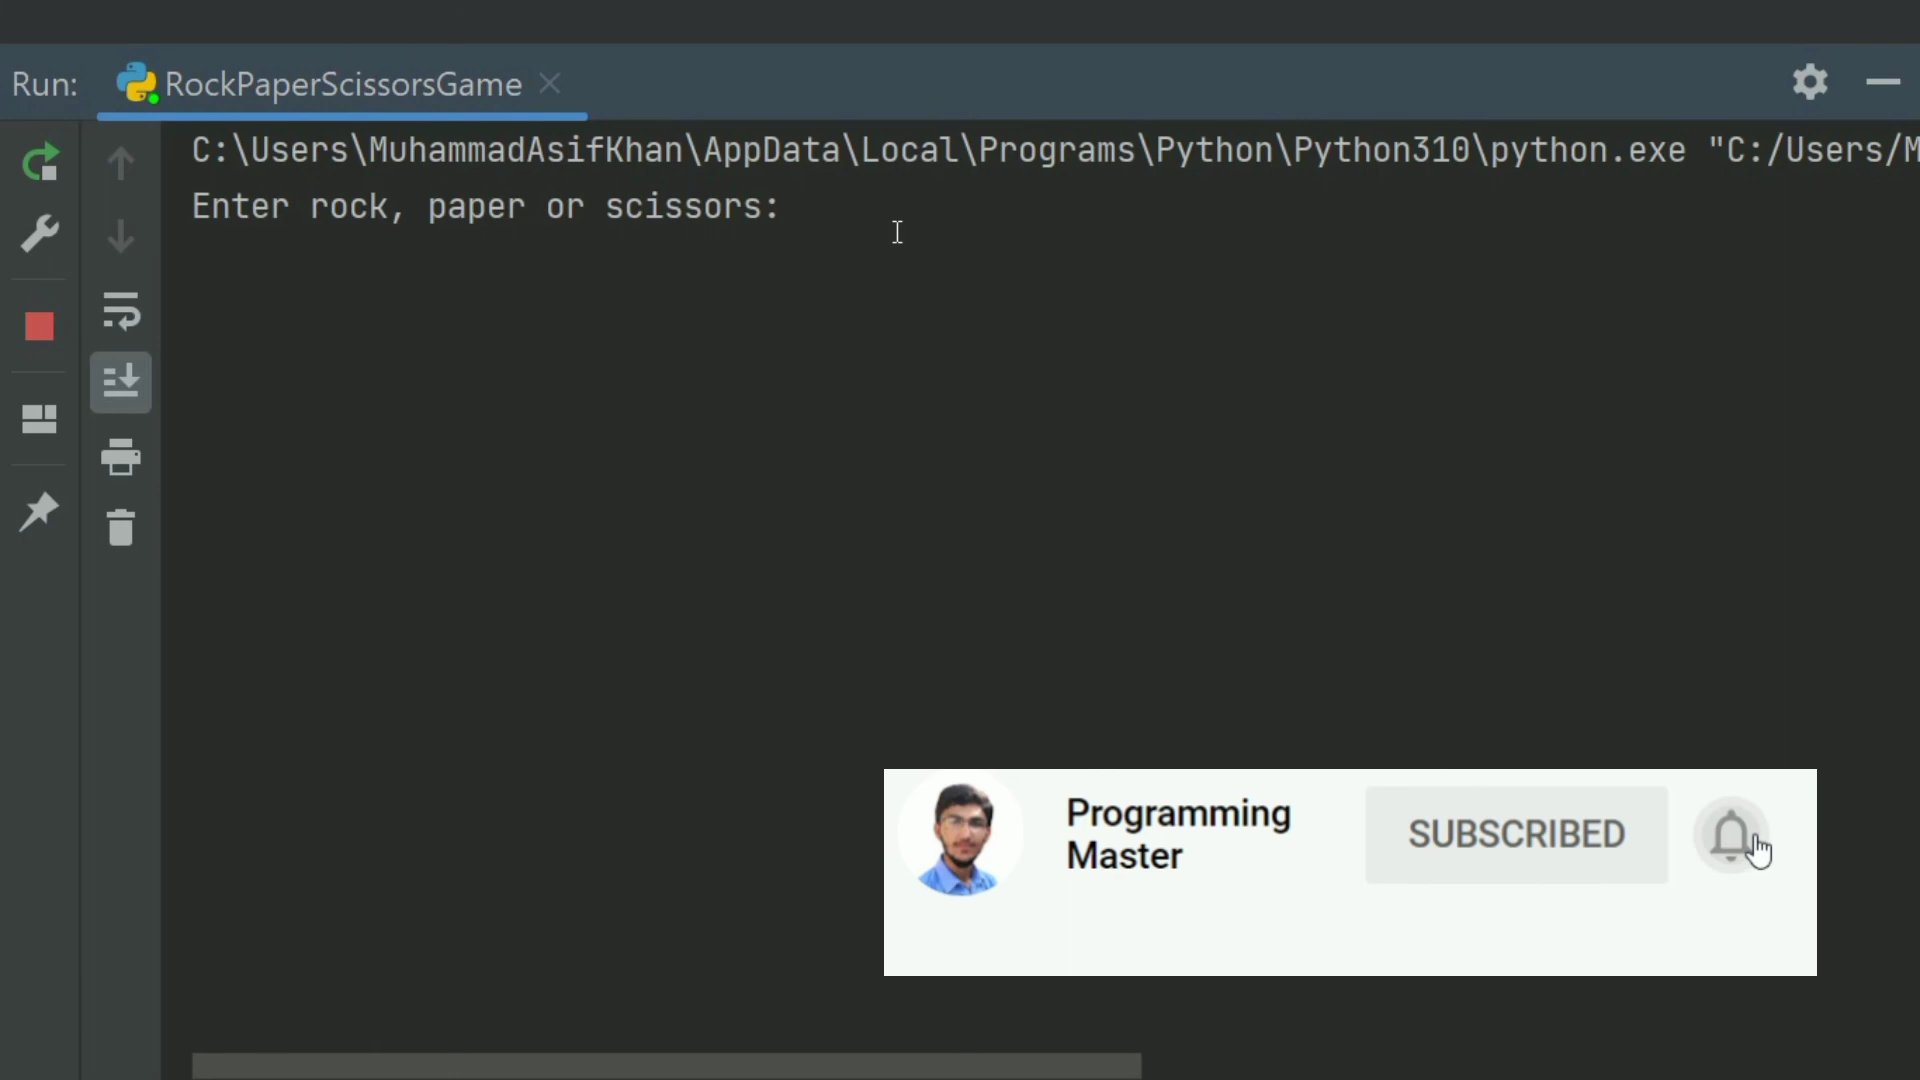 Run: RockPaperScissorsGame
C:\Users\MuhammadAsifKhan\AppData\Local\Programs\Python\Python310\python.exe "C:/Users/M
Enter rock, paper or scissors:
Programming
Master
SUBSCRIBED